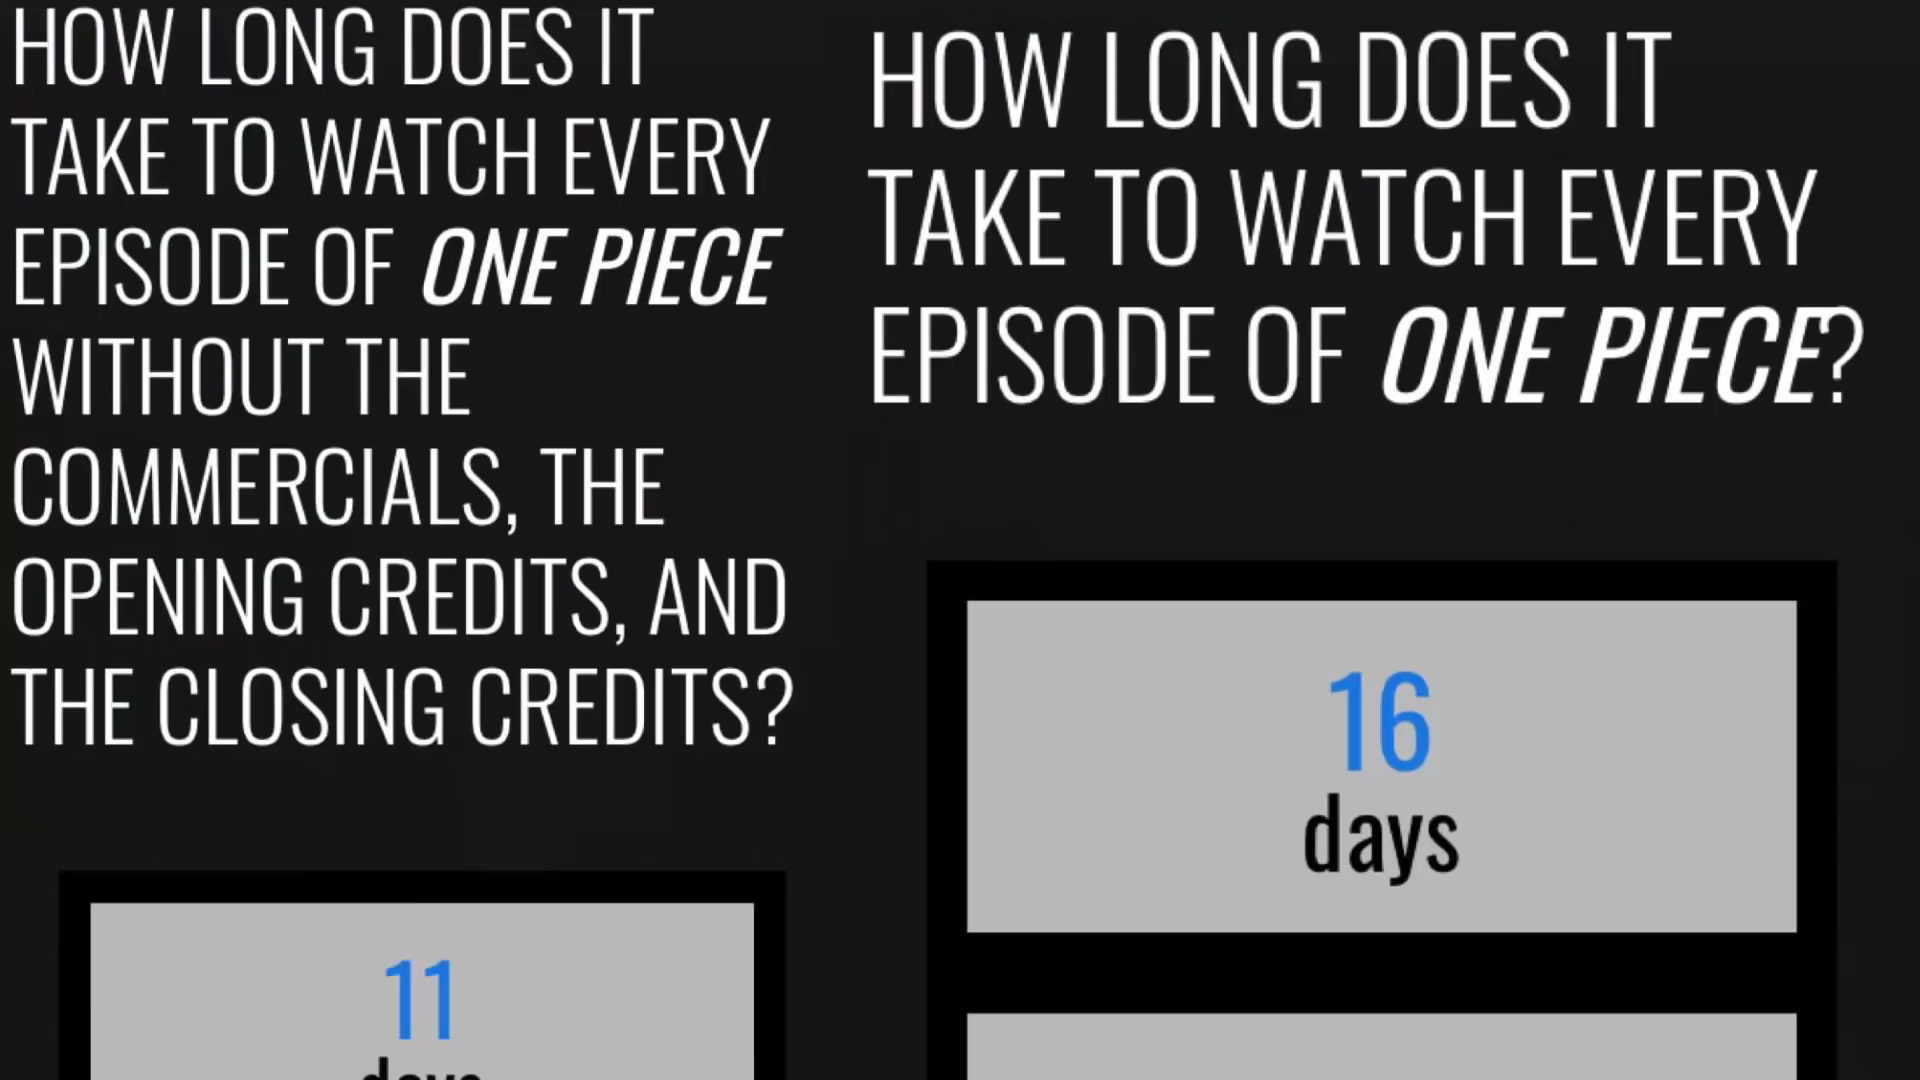 HOW LONG DOES IT
TAKE TO WATCH EVERY
EPISODE OF ONE PIECE
WITHOUT THE
COMMERCIALS, THE
OPENING CREDITS, AND
THE CLOSING CREDITS?
11
days
HOW LONG DOES IT
TAKE TO WATCH EVERY
EPISODE OF ONE PIECE?
16
days